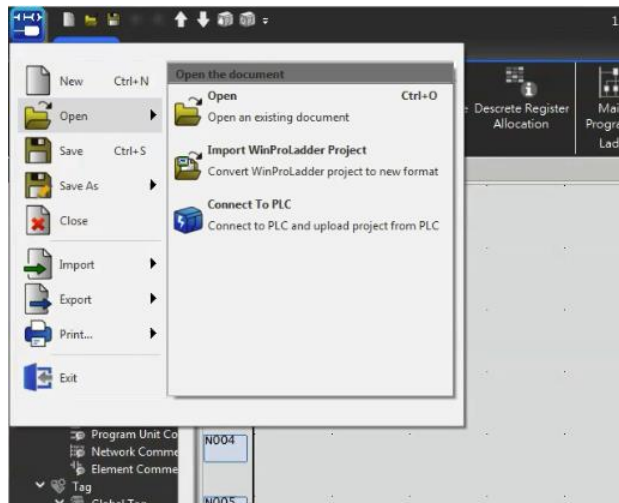 1
New Ctrl+N
Open
Save Ctrl+S
Save As
Close
Import
Export
Print...
Exit
Open the document
Open Ctrl+O
Open an existing document
Import WinProLadder Project
Convert WinProLadder project to new format
Connect To PLC
Connect to PLC and upload project from PLC
Descrete Register
Allocation
Program Unit Co
Network Comme
Element Comme
Tag
N004
N005